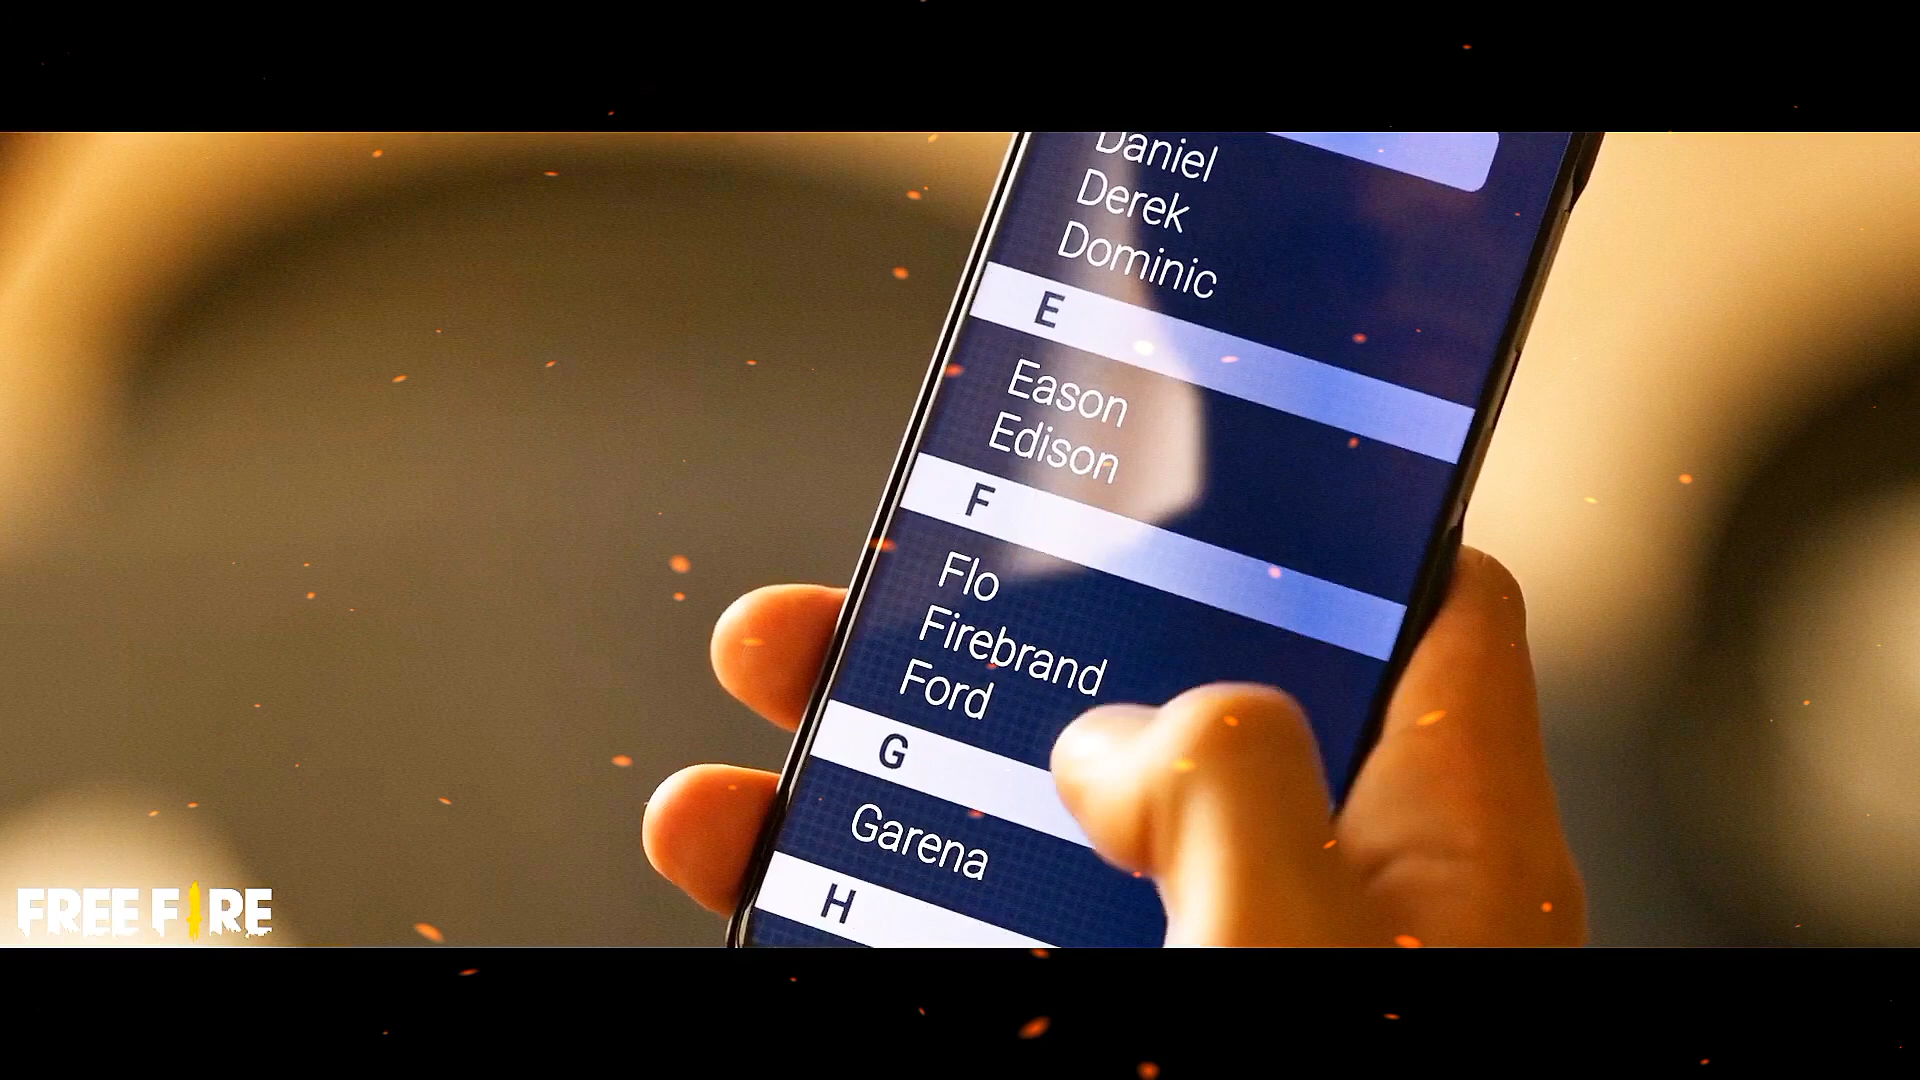 Daniel
Derek
Dominic
E
Eason
Edison
F
Flo
Firebrand
Ford
G
Garena
H
FREE FIRE